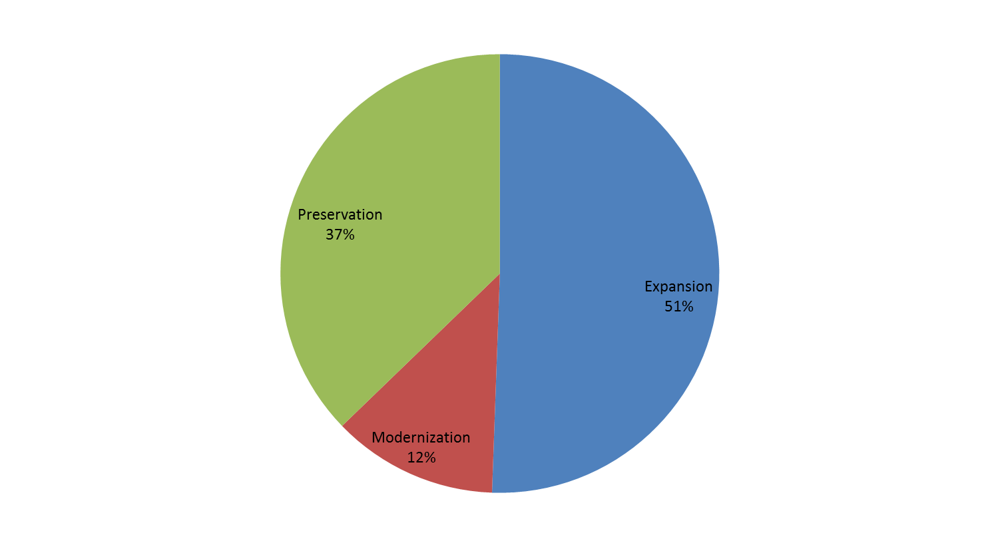 Preservation
37%
Expansion
51%
Modernization
12%